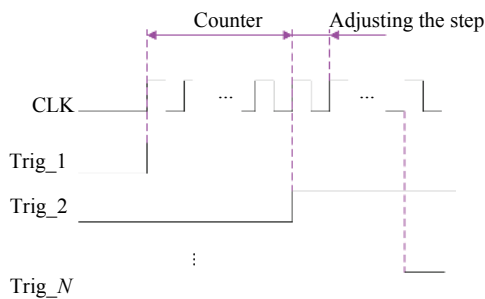 Counter
Adjusting the step
CLK
...
...
Trig_1
Trig_2
⋮
Trig_N